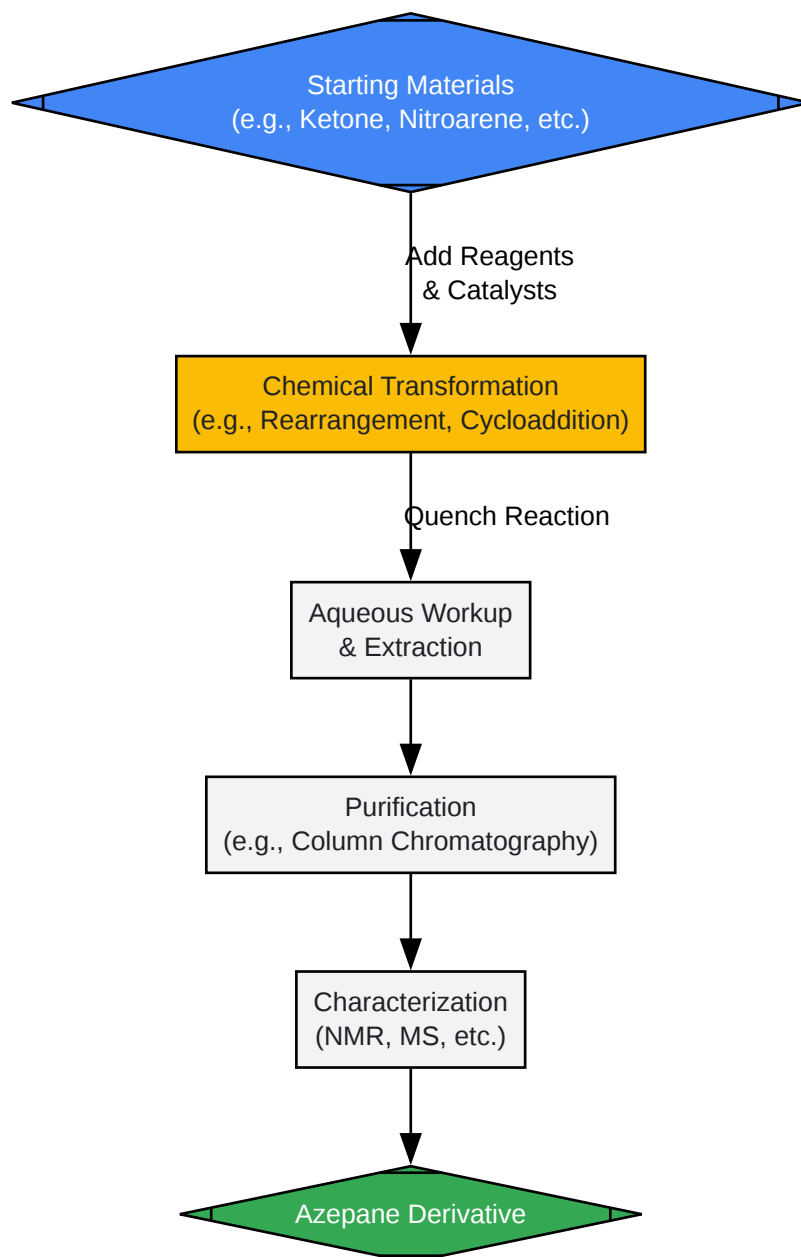 Starting Materials
(e.g., Ketone, Nitroarene, etc.)
Add Reagents
& Catalysts
Chemical Transformation
(e.g., Rearrangement, Cycloaddition)
Quench Reaction
Aqueous Workup
& Extraction
Purification
(e.g., Column Chromatography)
Characterization
(NMR, MS, etc.)
Azepane Derivative